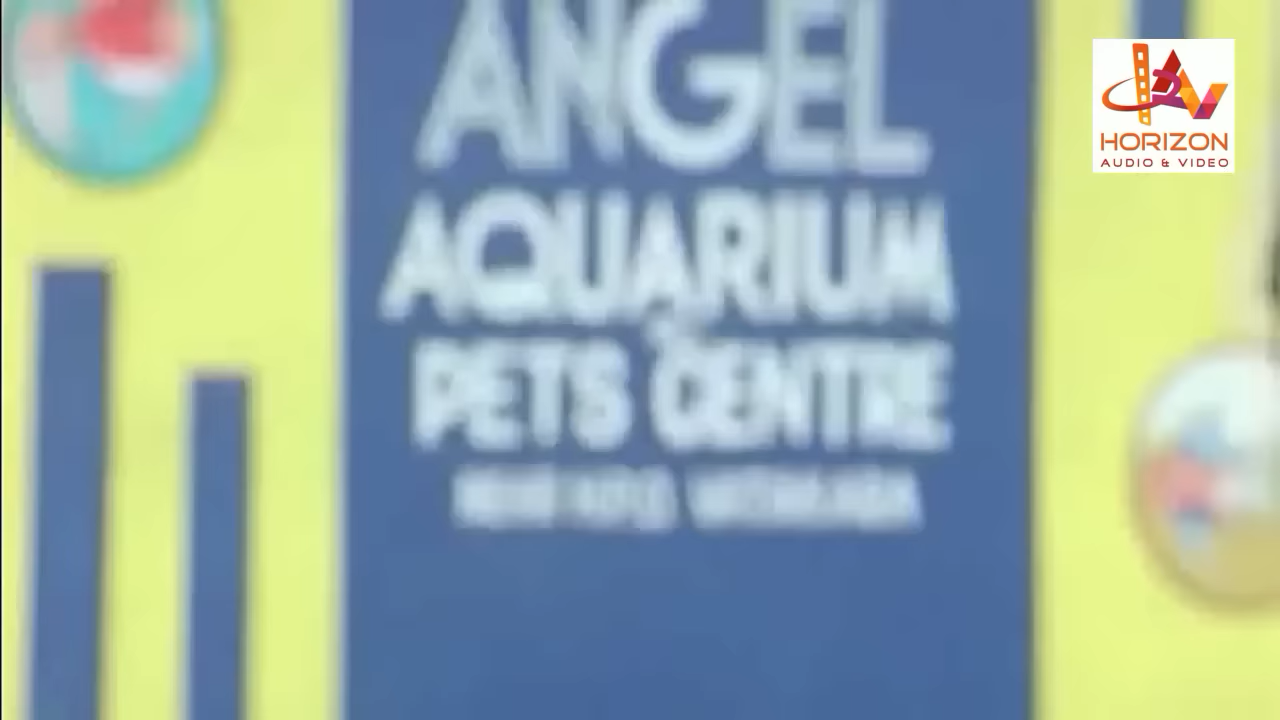 ANGEL
AQUARIUM
PETS CENTRE
HORIZON
AUDIO & VIDEO